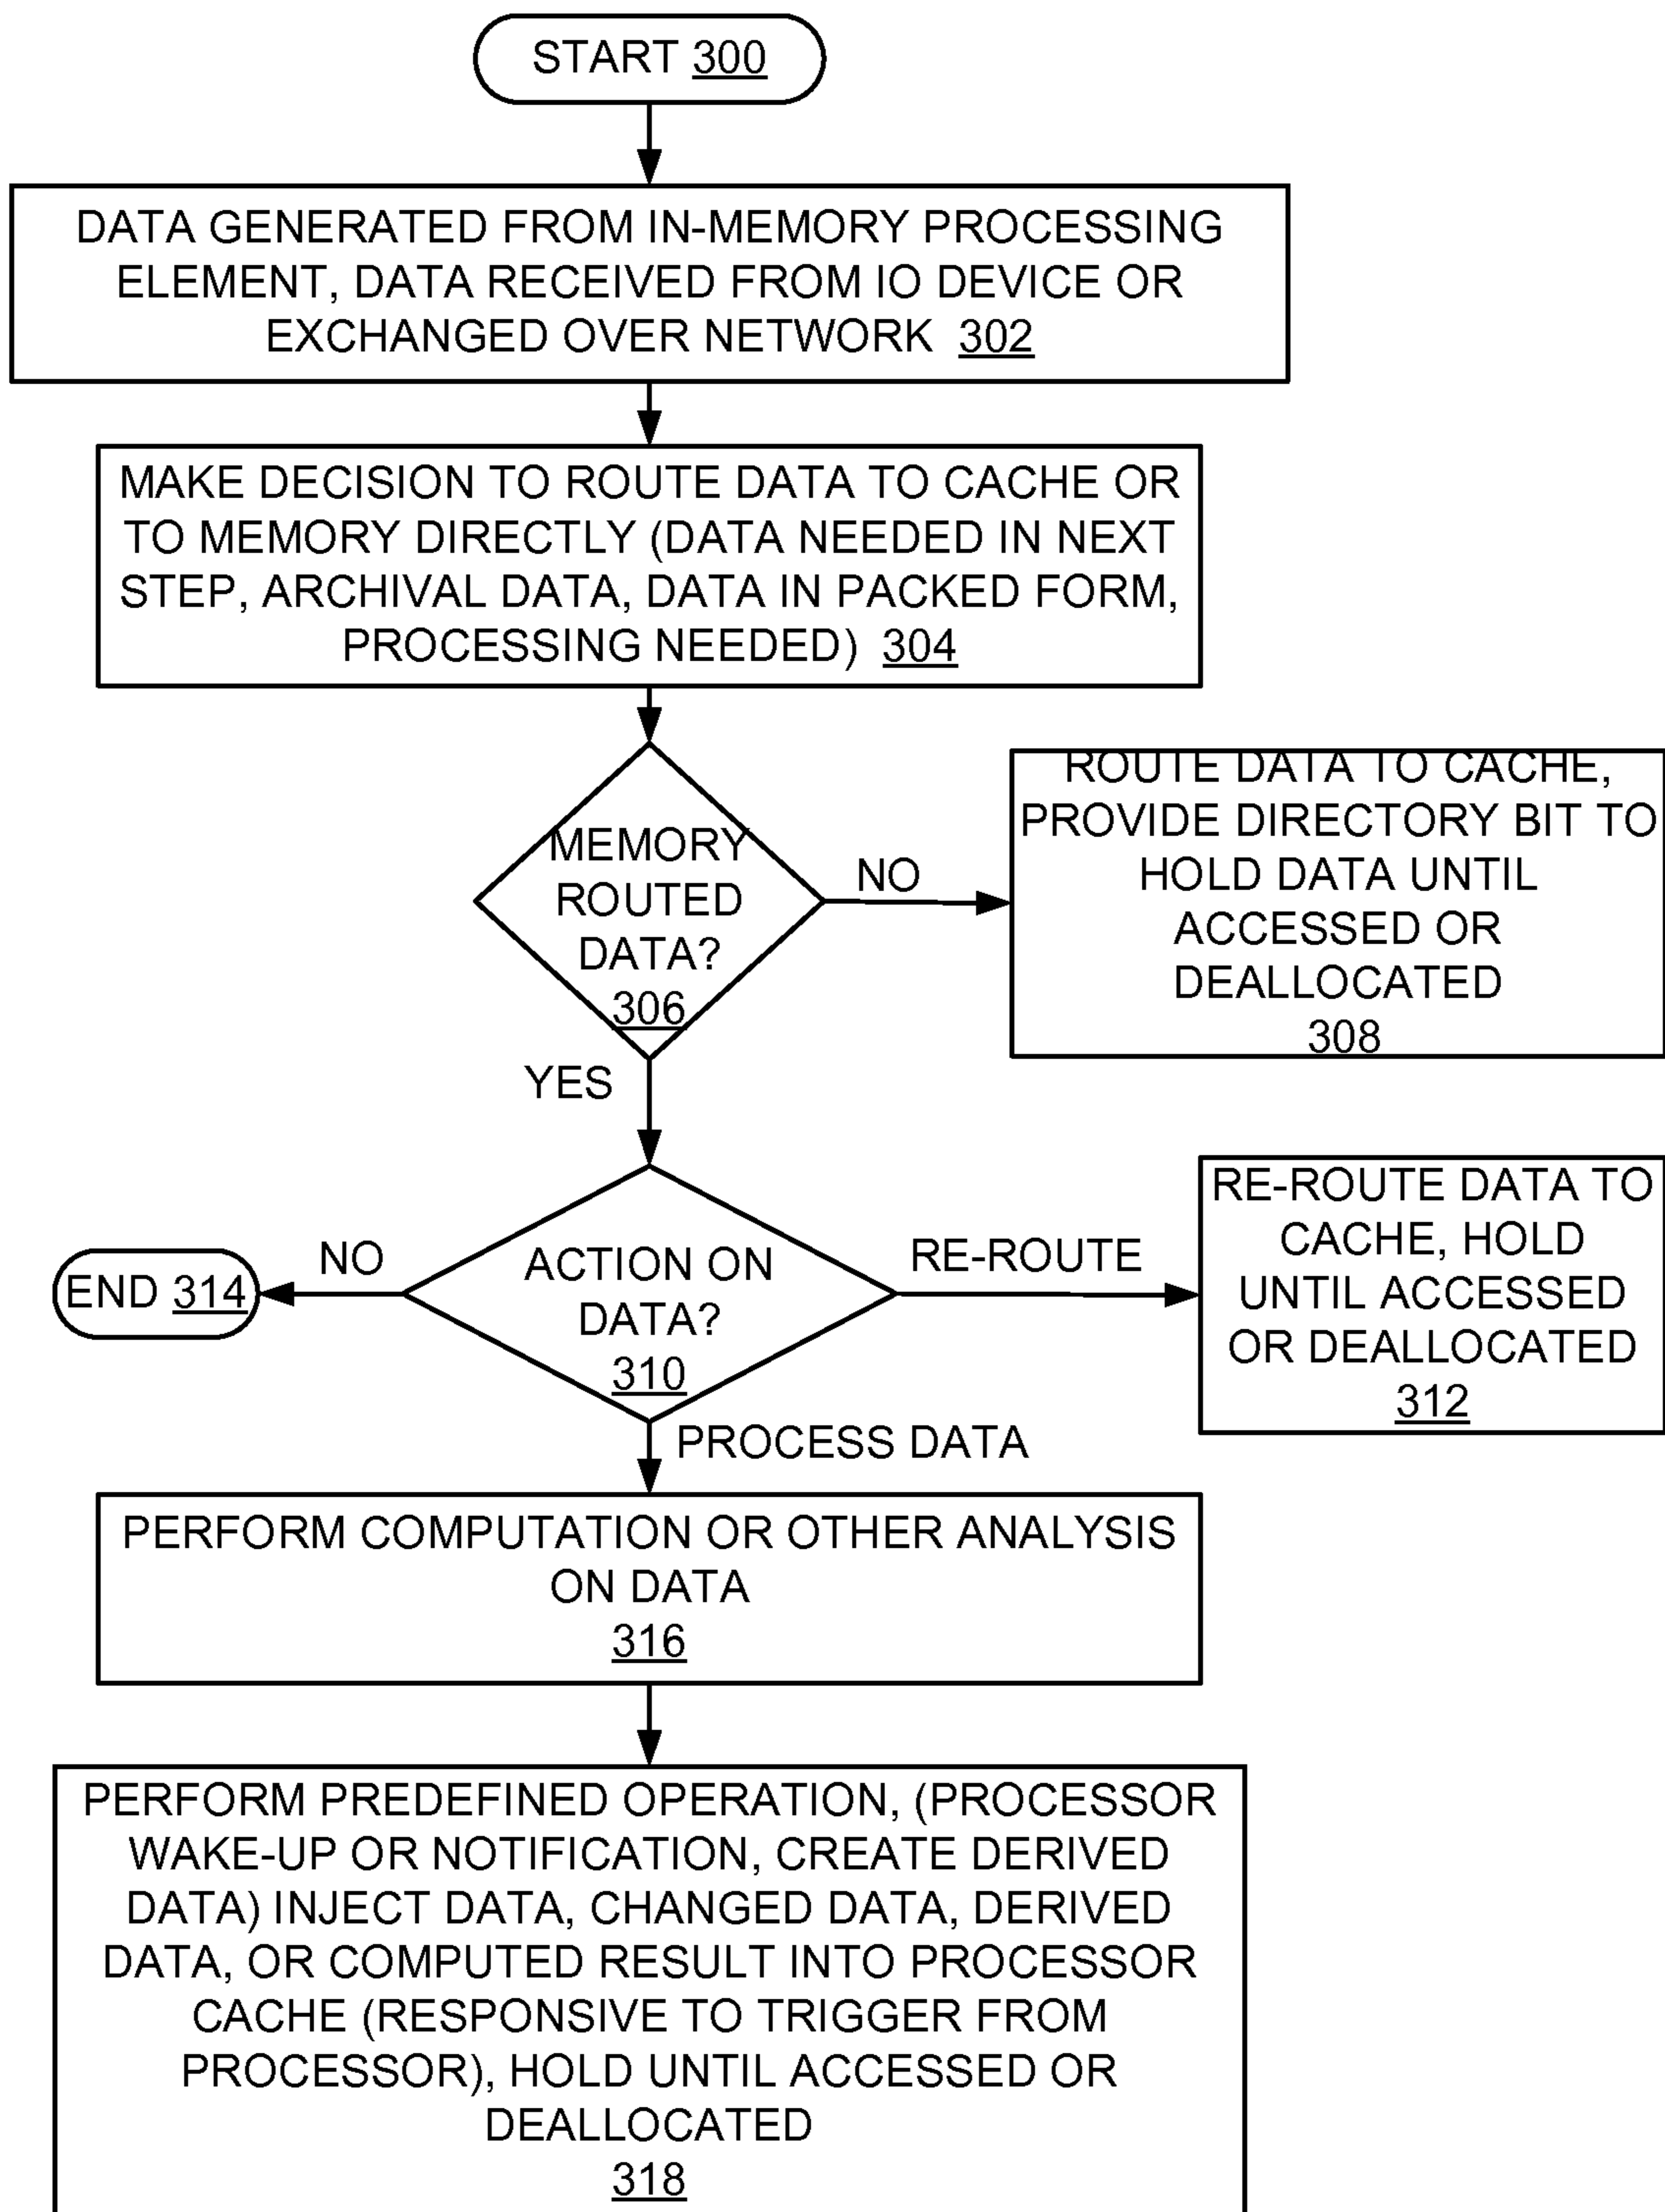 START 300
DATA GENERATED FROM IN-MEMORY PROCESSING
ELEMENT, DATA RECEIVED FROM IO DEVICE OR
EXCHANGED OVER NETWORK 302
MAKE DECISION TO ROUTE DATA TO CACHE OR
TO MEMORY DIRECTLY (DATA NEEDED IN NEXT
STEP, ARCHIVAL DATA, DATA IN PACKED FORM,
PROCESSING NEEDED) 304
MEMORY
ROUTED
DATA?
306
NO
ROUTE DATA TO CACHE,
PROVIDE DIRECTORY BIT TO
HOLD DATA UNTIL
ACCESSED OR
DEALLOCATED
308
YES
ACTION ON
DATA?
310
NO
END 314
RE-ROUTE
RE-ROUTE DATA TO
CACHE, HOLD
UNTIL ACCESSED
OR DEALLOCATED
312
PROCESS DATA
PERFORM COMPUTATION OR OTHER ANALYSIS
ON DATA
316
PERFORM PREDEFINED OPERATION, (PROCESSOR
WAKE-UP OR NOTIFICATION, CREATE DERIVED
DATA) INJECT DATA, CHANGED DATA, DERIVED
DATA, OR COMPUTED RESULT INTO PROCESSOR
CACHE (RESPONSIVE TO TRIGGER FROM
PROCESSOR), HOLD UNTIL ACCESSED OR
DEALLOCATED
318